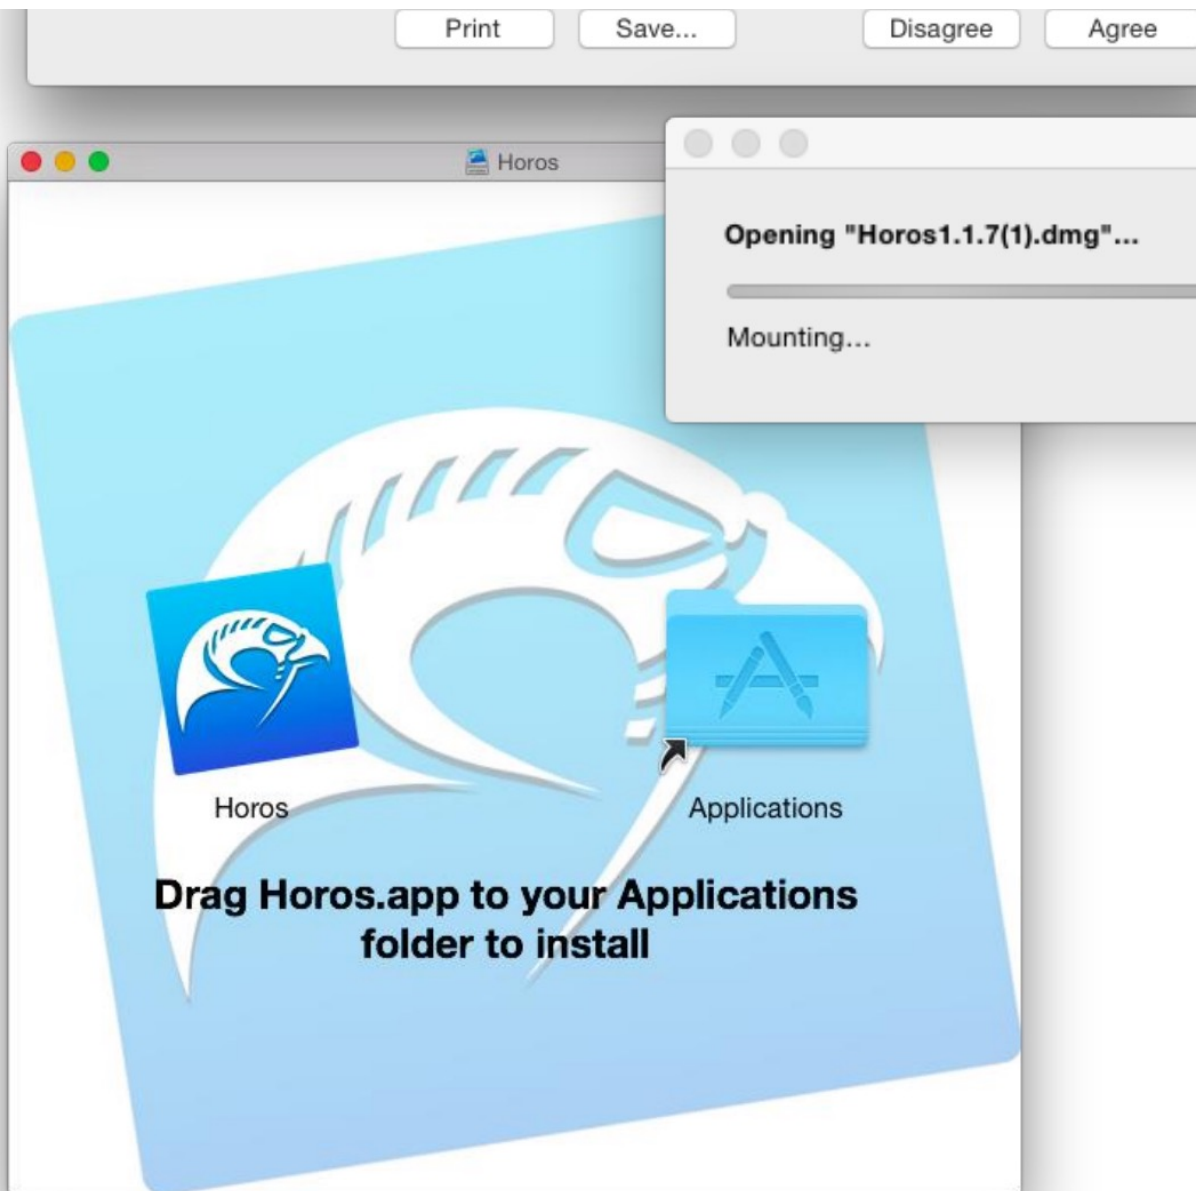 Print Save... Disagree Agree
Horos
Opening "Horos1.1.7(1).dmg"...
Mounting...
Horos
Applications
Drag Horos.app to your Applications
folder to install